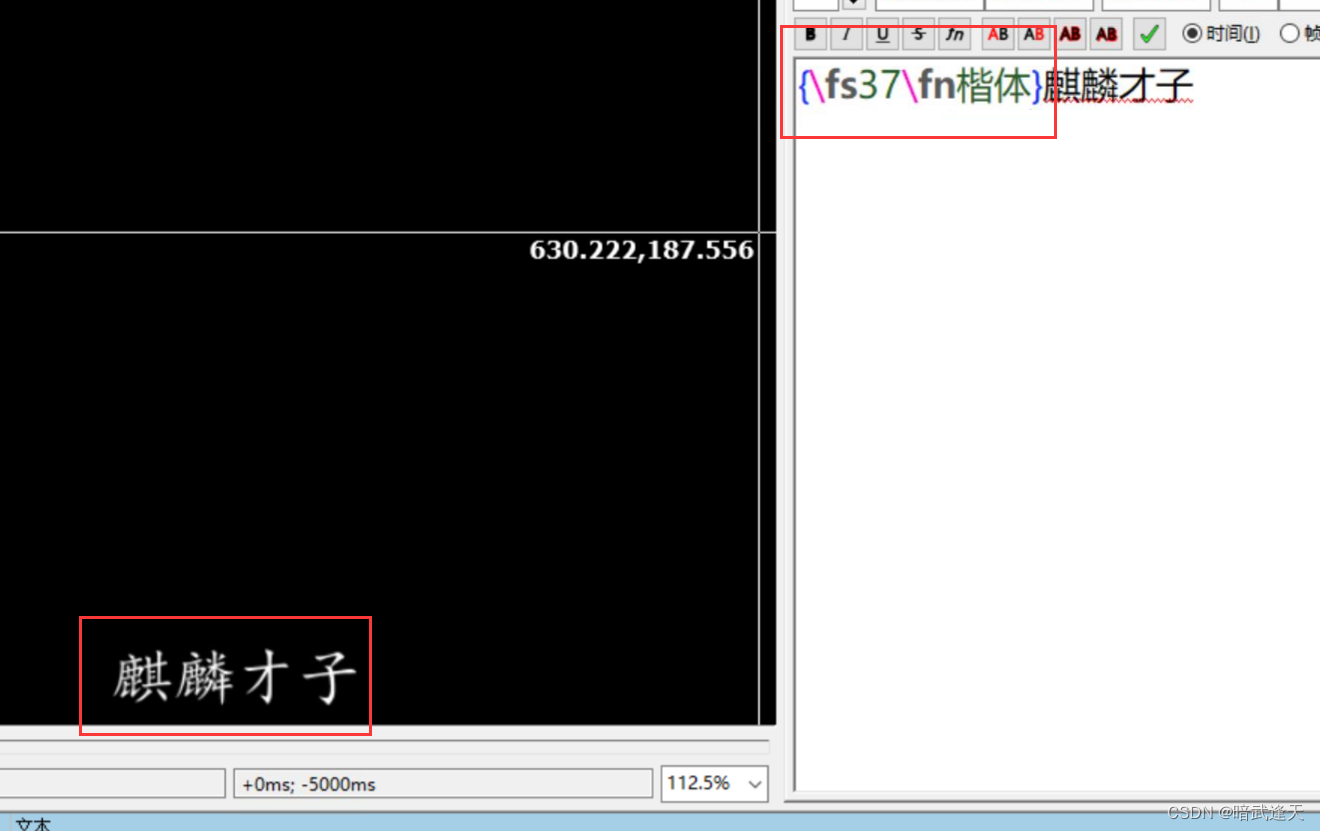 B I U S fn AB AB AB AB 时间(I) 帧
{\fs37\fn楷体}麒麟才子
630.222,187.556
麒麟才子
+0ms; -5000ms
112.5%
文本
CSDN @暗武逢天